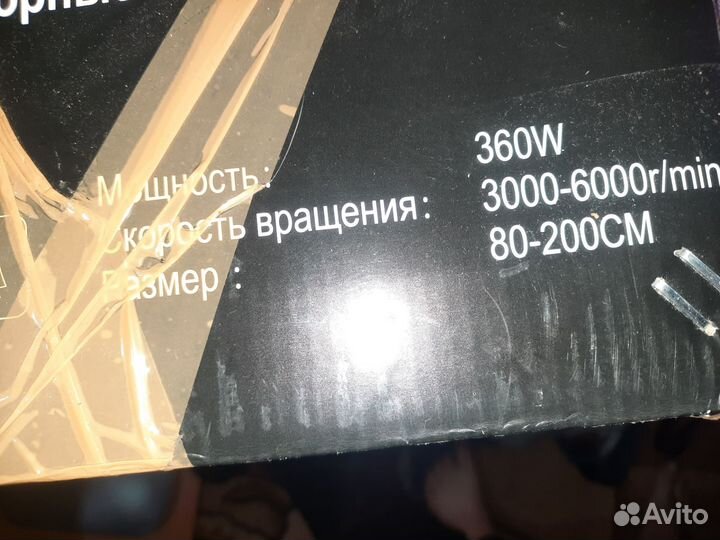 Мощность: 360W
Скорость вращения: 3000-6000r/min
Размер : 80-200CM
Avito